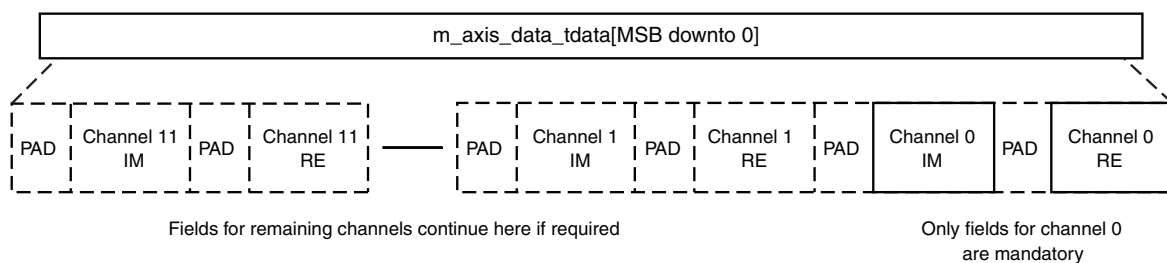 m_axis_data_tdata[MSB downto 0]
PAD
Channel 11
IM
PAD
Channel 11
RE
PAD
Channel 1
IM
PAD
Channel 1
RE
PAD
Channel 0
IM
PAD
Channel 0
RE
Fields for remaining channels continue here if required
Only fields for channel 0
are mandatory